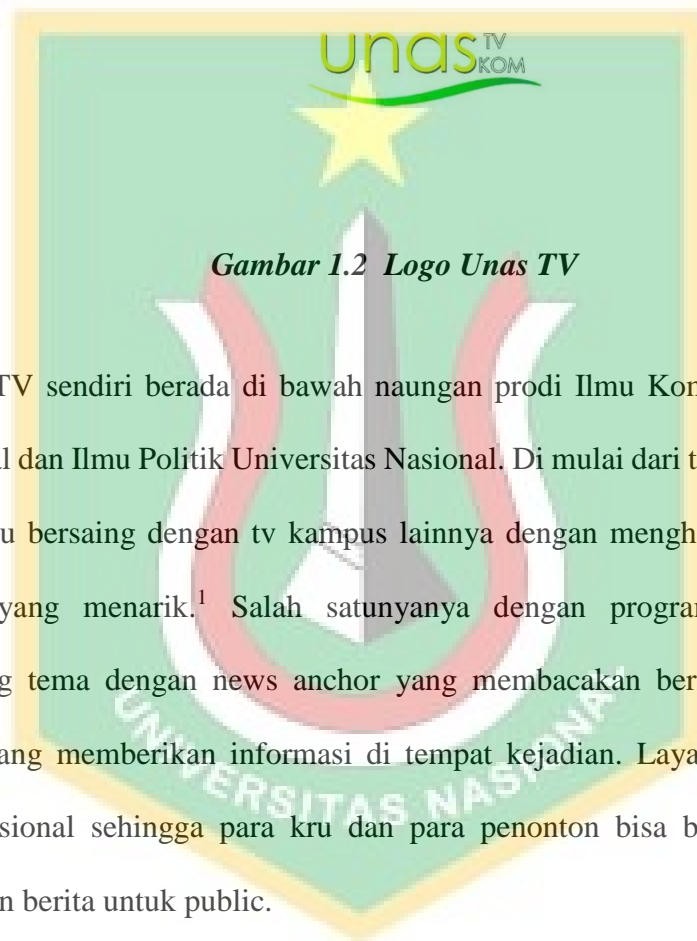 unas TV
KOM
Gambar 1.2 Logo Unas TV
TV sendiri berada di bawah naungan prodi Ilmu Kon
al dan Ilmu Politik Universitas Nasional. Di mulai dari t
u bersaing dengan tv kampus lainnya dengan mengh
yang menarik.¹ Salah satunyanya dengan program
g tema dengan news anchor yang membacakan ber
ang memberikan informasi di tempat kejadian. Laya
sional sehingga para kru dan para penonton bisa b
n berita untuk public.
UNIVERSITAS NASIONAL